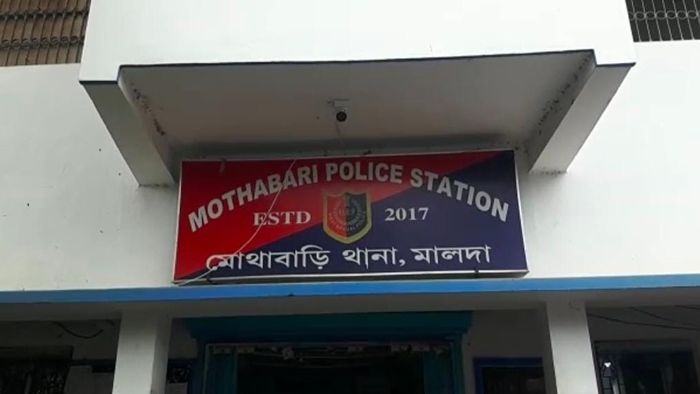 MOTHABARI POLICE STATION
ESTD 2017
মোথাবাড়ি থানা, মালদা